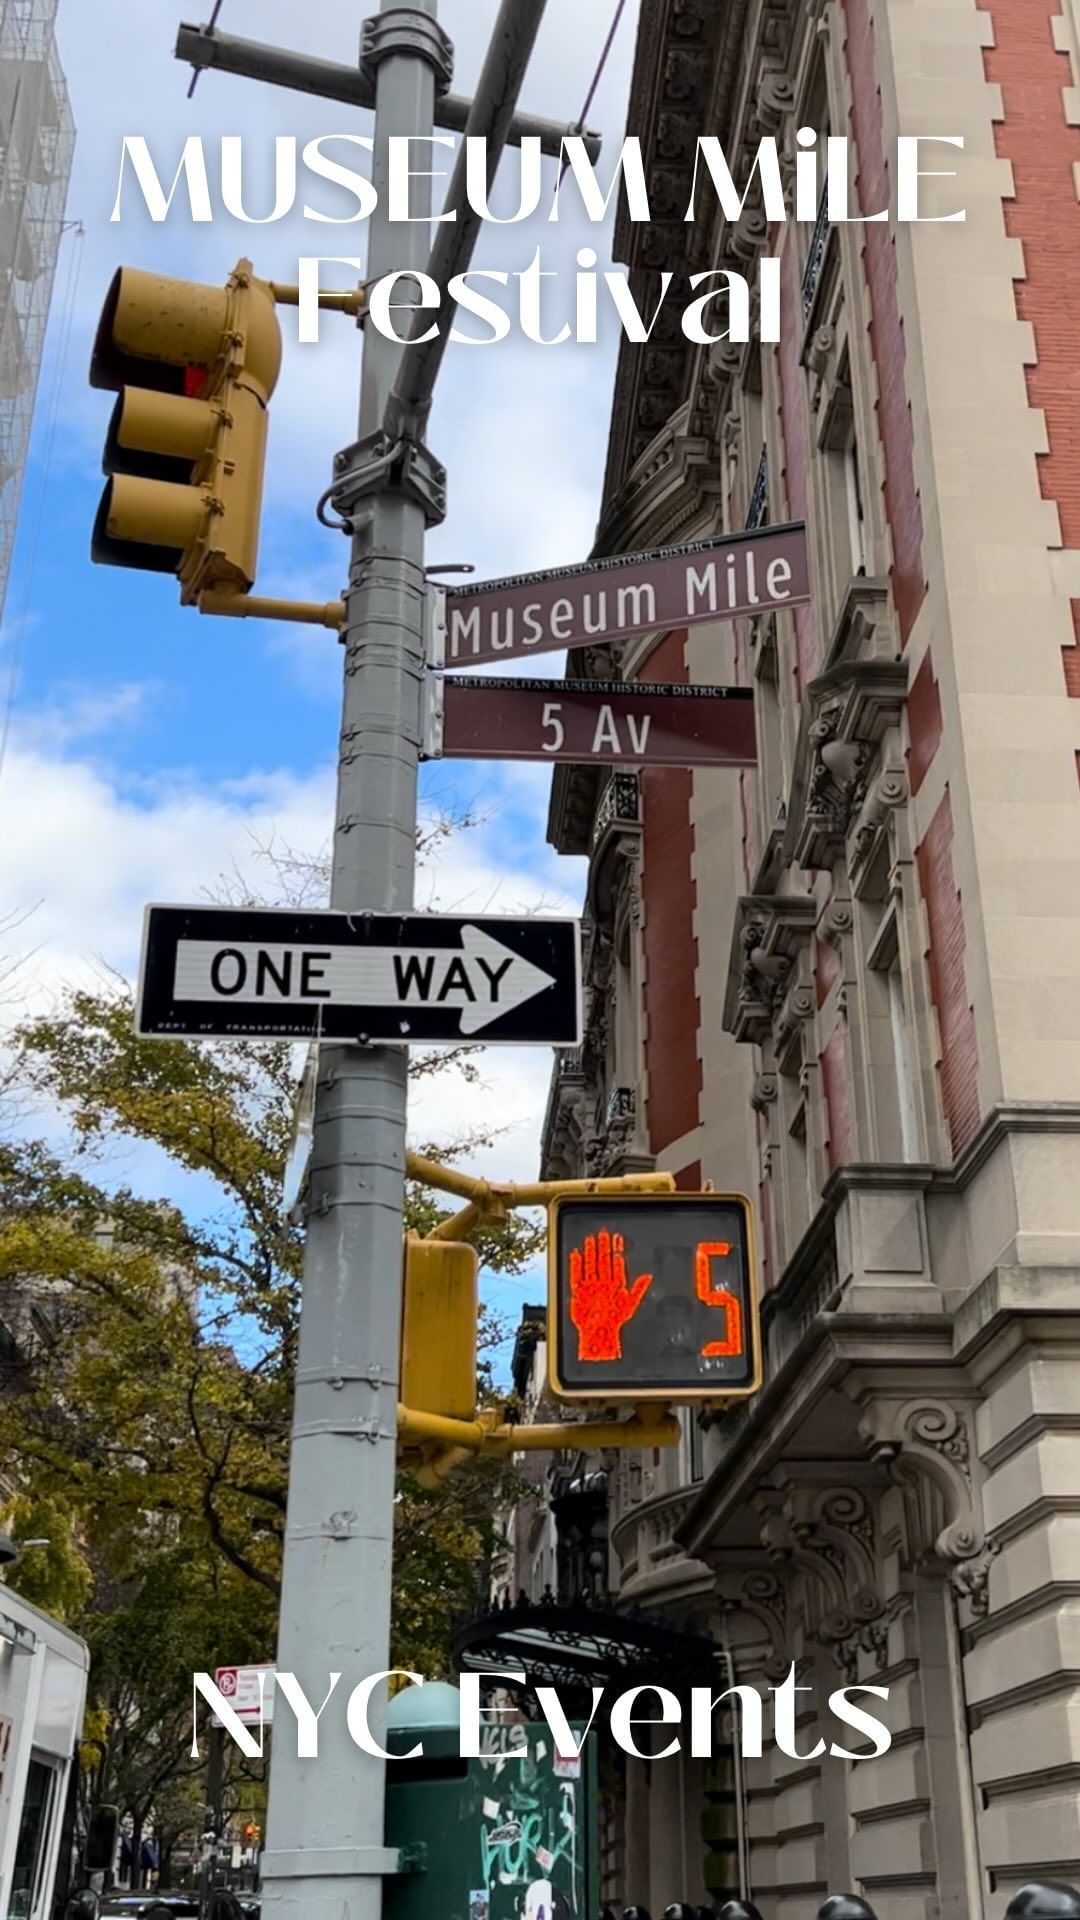 MUSEUM MiLE
Festival
METROPOLITAN MUSEUM HISTORIC DISTRICT
Museum Mile
METROPOLITAN MUSEUM HISTORIC DISTRICT
5 Av
ONE WAY
DEPT OF TRANSPORTATION
5
NYC Events